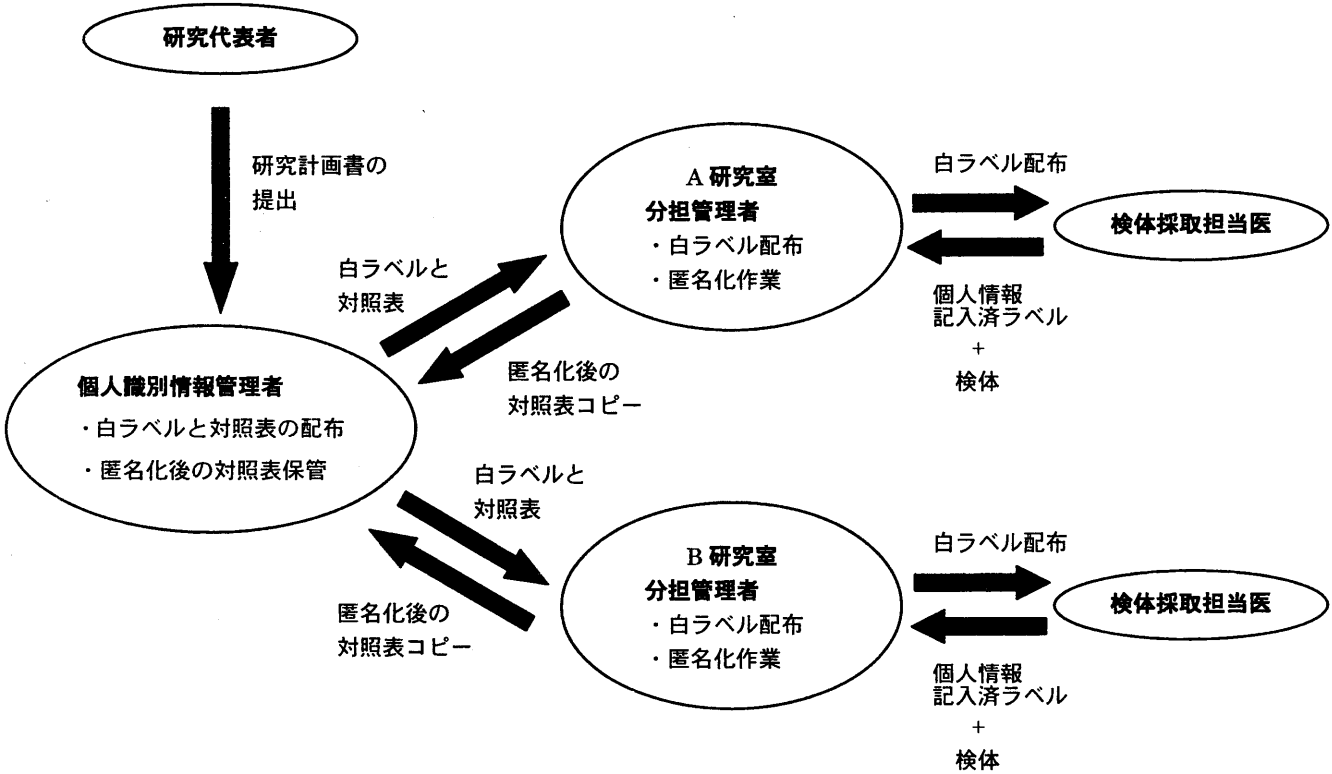 研究代表者
研究計画書の
提出
個人識別情報管理者
・白ラベルと対照表の配布
・匿名化後の対照表保管
白ラベルと
対照表
匿名化後の
対照表コピー
白ラベルと
対照表
匿名化後の
対照表コピー
A 研究室
分担管理者
・白ラベル配布
・匿名化作業
白ラベル配布
検体採取担当医
個人情報
記入済ラベル
+
検体
B 研究室
分担管理者
・白ラベル配布
・匿名化作業
白ラベル配布
検体採取担当医
個人情報
記入済ラベル
+
検体